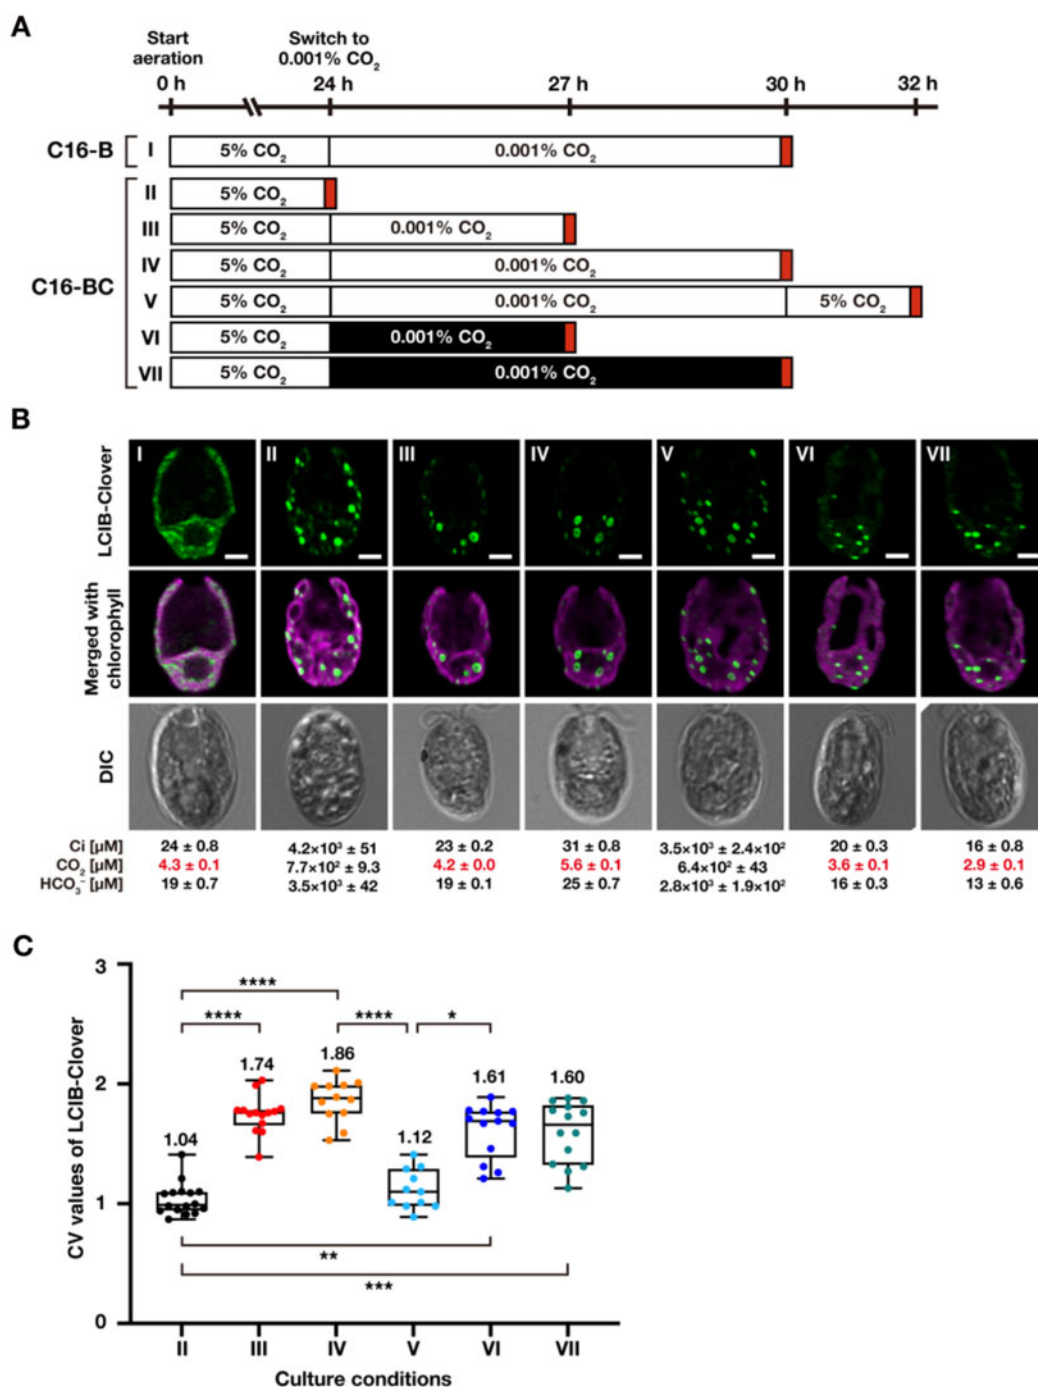 A
Start aeration
Switch to 0.001% CO₂
0 h 24 h 27 h 30 h 32 h
C16-B I 5% CO₂ 0.001% CO₂
II 5% CO₂
III 5% CO₂ 0.001% CO₂
C16-BC IV 5% CO₂ 0.001% CO₂
V 5% CO₂ 0.001% CO₂ 5% CO₂
VI 5% CO₂ 0.001% CO₂
VII 5% CO₂ 0.001% CO₂
B
I II III IV V VI VII
LCIB-Clover
Merged with chlorophyll
DIC
Ci [µM] 24 ± 0.8 4.2×10³ ± 51 23 ± 0.2 31 ± 0.8 3.5×10³ ± 2.4×10² 20 ± 0.3 16 ± 0.8
CO₂ [µM] 4.3 ± 0.1 7.7×10² ± 9.3 4.2 ± 0.0 5.6 ± 0.1 6.4×10² ± 43 3.6 ± 0.1 2.9 ± 0.1
HCO₃⁻ [µM] 19 ± 0.7 3.5×10³ ± 42 19 ± 0.1 25 ± 0.7 2.8×10³ ± 1.9×10² 16 ± 0.3 13 ± 0.6
C
CV values of LCIB-Clover
3
2
1
0
****
**** **** *
1.04 1.74 1.86 1.12 1.61 1.60
**
***
II III IV V VI VII
Culture conditions